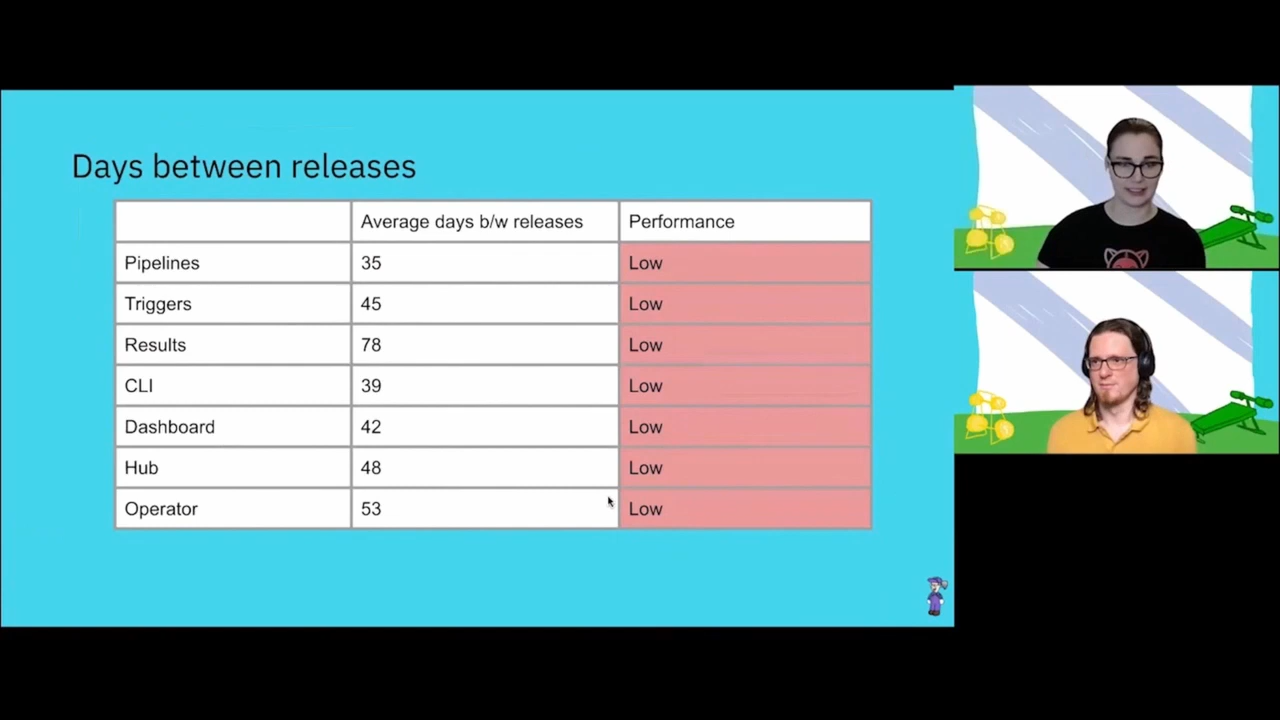 Days between releases
Average days b/w releases Performance
Pipelines 35 Low
Triggers 45 Low
Results 78 Low
CLI 39 Low
Dashboard 42 Low
Hub 48 Low
Operator 53 Low